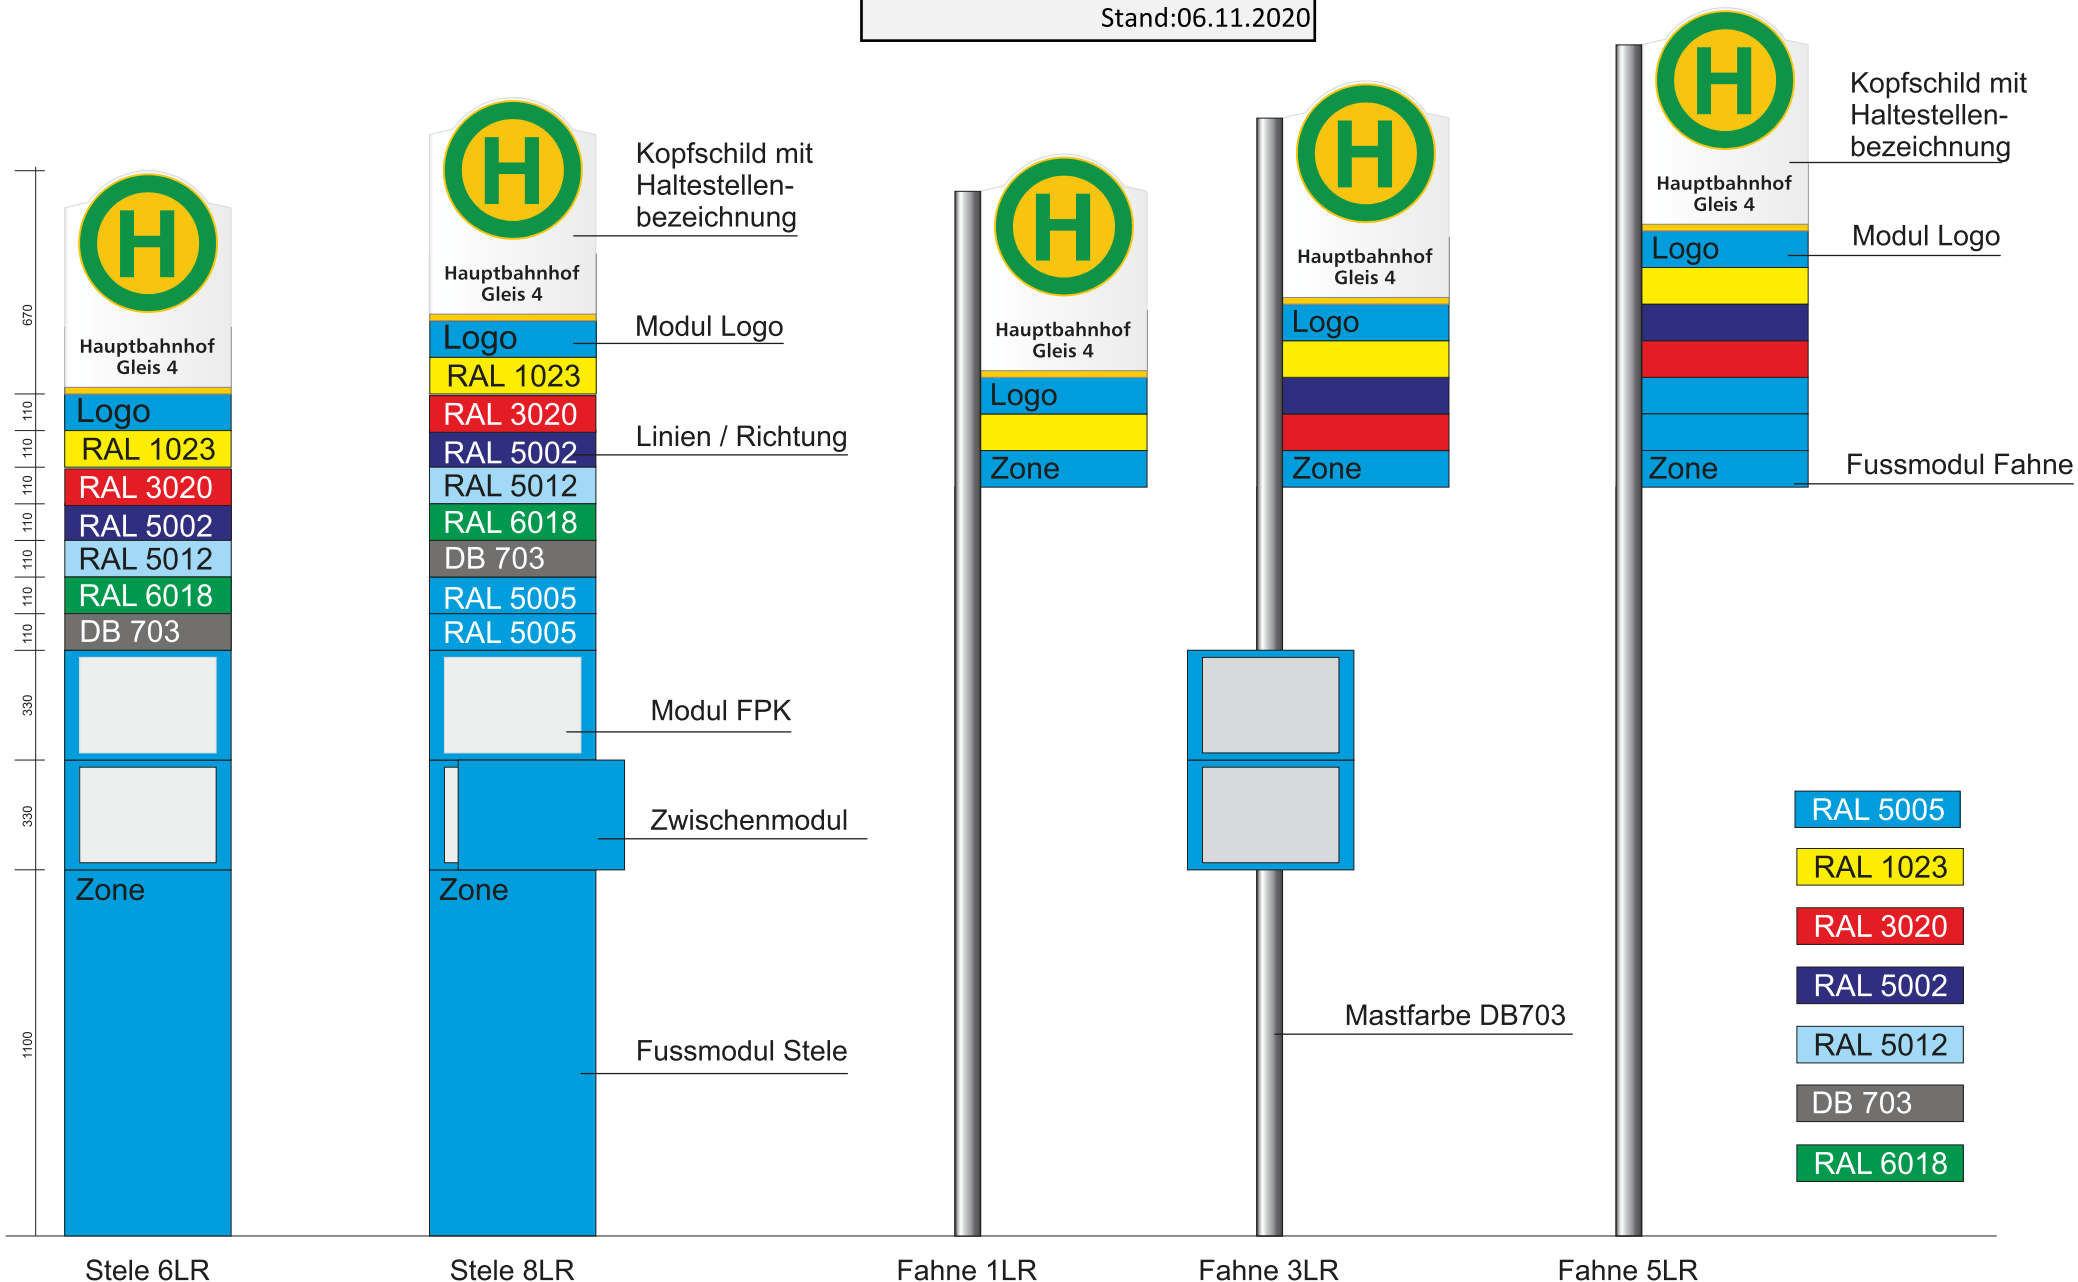 Stand:06.11.2020
H
Hauptbahnhof
Gleis 4
Logo
RAL 1023
RAL 3020
RAL 5002
RAL 5012
RAL 6018
DB 703
Zone
670
110
110
110
110
110
110
110
330
330
1100
Stele 6LR
H
Hauptbahnhof
Gleis 4
Logo
RAL 1023
RAL 3020
RAL 5002
RAL 5012
RAL 6018
DB 703
RAL 5005
RAL 5005
Zone
Stele 8LR
Kopfschild mit
Haltestellen-
bezeichnung
Modul Logo
Linien / Richtung
Modul FPK
Zwischenmodul
Fussmodul Stele
H
Hauptbahnhof
Gleis 4
Logo
Zone
Fahne 1LR
H
Hauptbahnhof
Gleis 4
Logo
Zone
Mastfarbe DB703
Fahne 3LR
H
Hauptbahnhof
Gleis 4
Logo
Zone
Fahne 5LR
Kopfschild mit
Haltestellen-
bezeichnung
Modul Logo
Fussmodul Fahne
RAL 5005
RAL 1023
RAL 3020
RAL 5002
RAL 5012
DB 703
RAL 6018